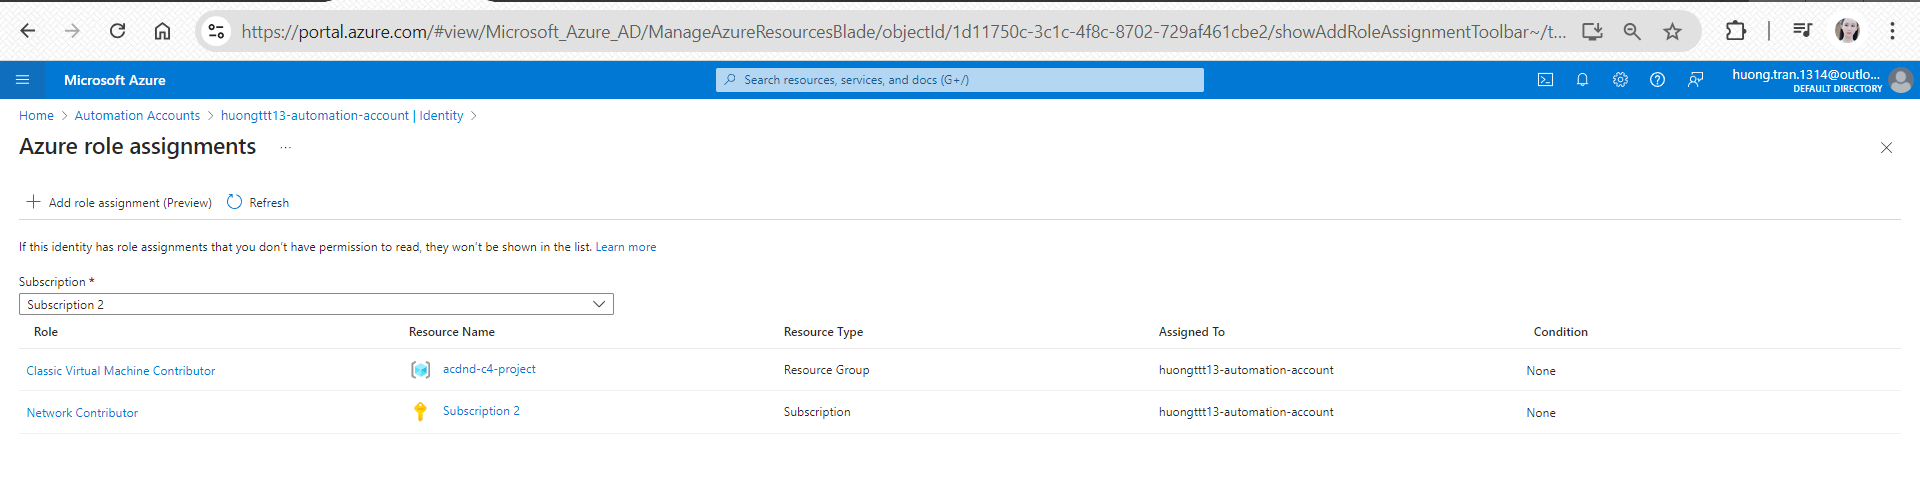 https://portal.azure.com/#view/Microsoft_Azure_AD/ManageAzureResourcesBlade/objectId/1d11750c-3c1c-4f8c-8702-729af461cbe2/showAddRoleAssignmentToolbar~/t...
Microsoft Azure
Search resources, services, and docs (G+/)
huong.tran.1314@outlo...
DEFAULT DIRECTORY
Home > Automation Accounts > huongttt13-automation-account | Identity >
Azure role assignments ...
Add role assignment (Preview) Refresh
If this identity has role assignments that you don't have permission to read, they won't be shown in the list. Learn more
Subscription *
Subscription 2
Role Resource Name Resource Type Assigned To Condition
Classic Virtual Machine Contributor acdnd-c4-project Resource Group huongttt13-automation-account None
Network Contributor Subscription 2 Subscription huongttt13-automation-account None